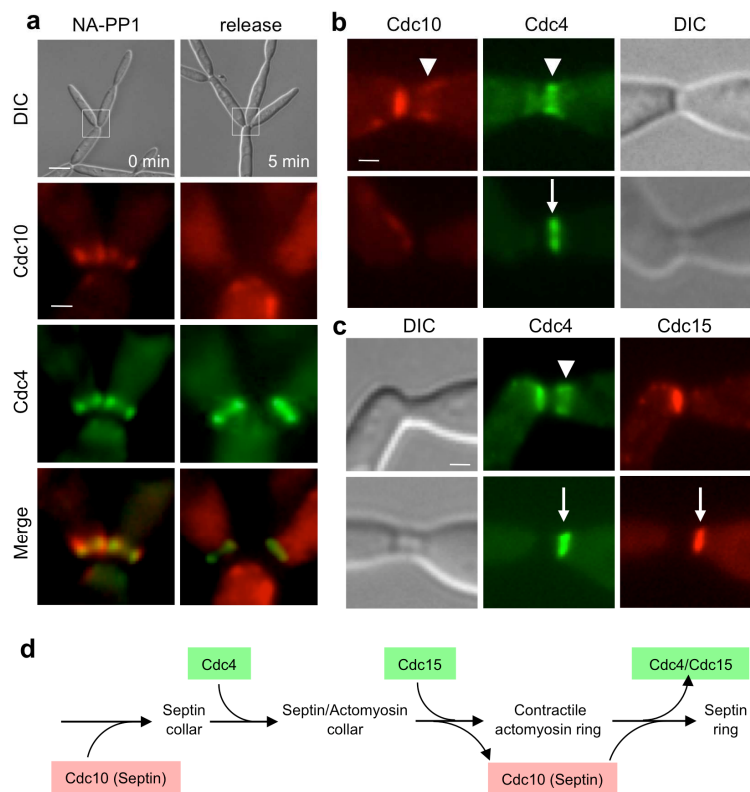 a
NA-PP1
release
DIC
0 min
5 min
Cdc10
Cdc4
Merge
b
Cdc10
Cdc4
DIC
c
DIC
Cdc4
Cdc15
d
Cdc4
Cdc15
Cdc4/Cdc15
Septin
collar
Septin/Actomyosin
collar
Contractile
actomyosin ring
Septin
ring
Cdc10 (Septin)
Cdc10 (Septin)